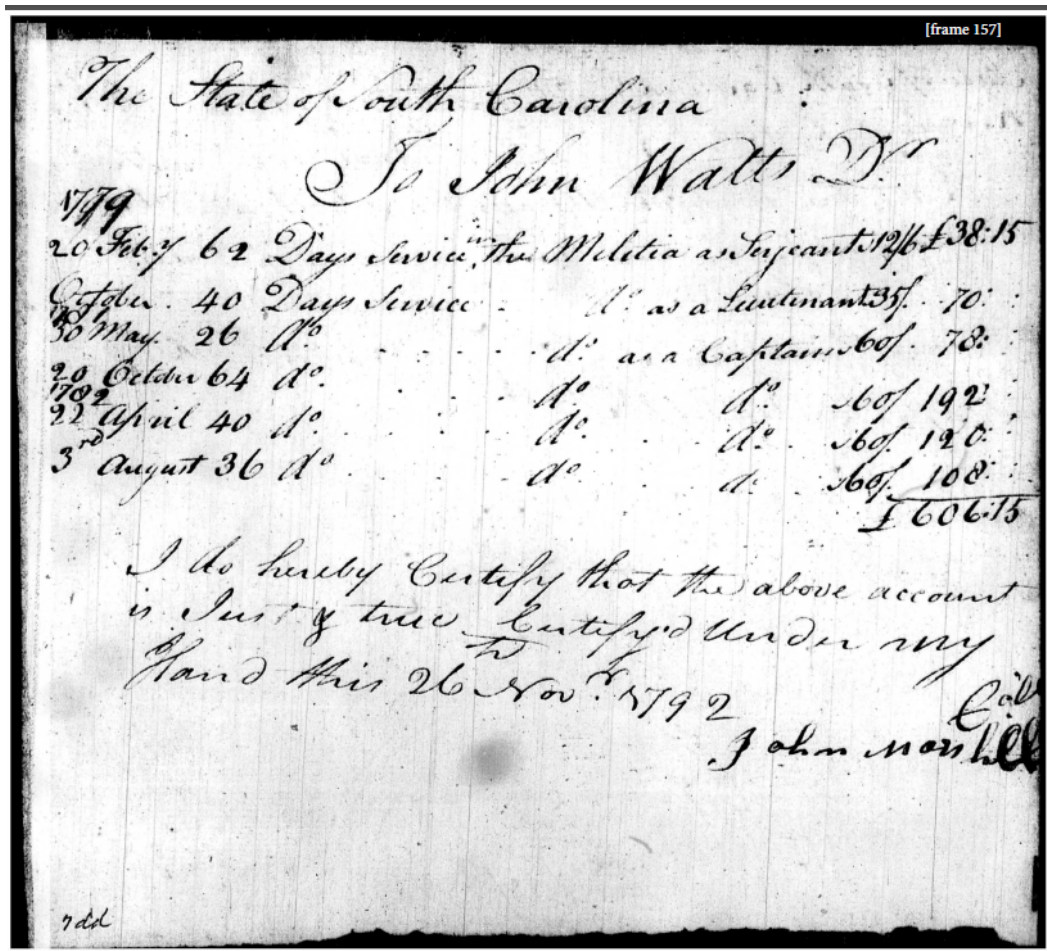 [frame 157]
The State of South Carolina
To John Watts Dr
1779
20 Feby 62 Days Service in the Militia as Serjeant 12/6 £38:15
October 40 Days Service do as a Lieutenant 35/ 70:
30 May 26 do do as a Captain 60/ 78:
20 October 64 do do do 60/ 192:
1782
22 April 40 do do do 60/ 120:
3rd August 36 do do do 60/ 108:
£606:15
I do hereby Certify that the above account
is Just & true Certify'd Under my
Hand this 26th Novr 1792
John Marshell